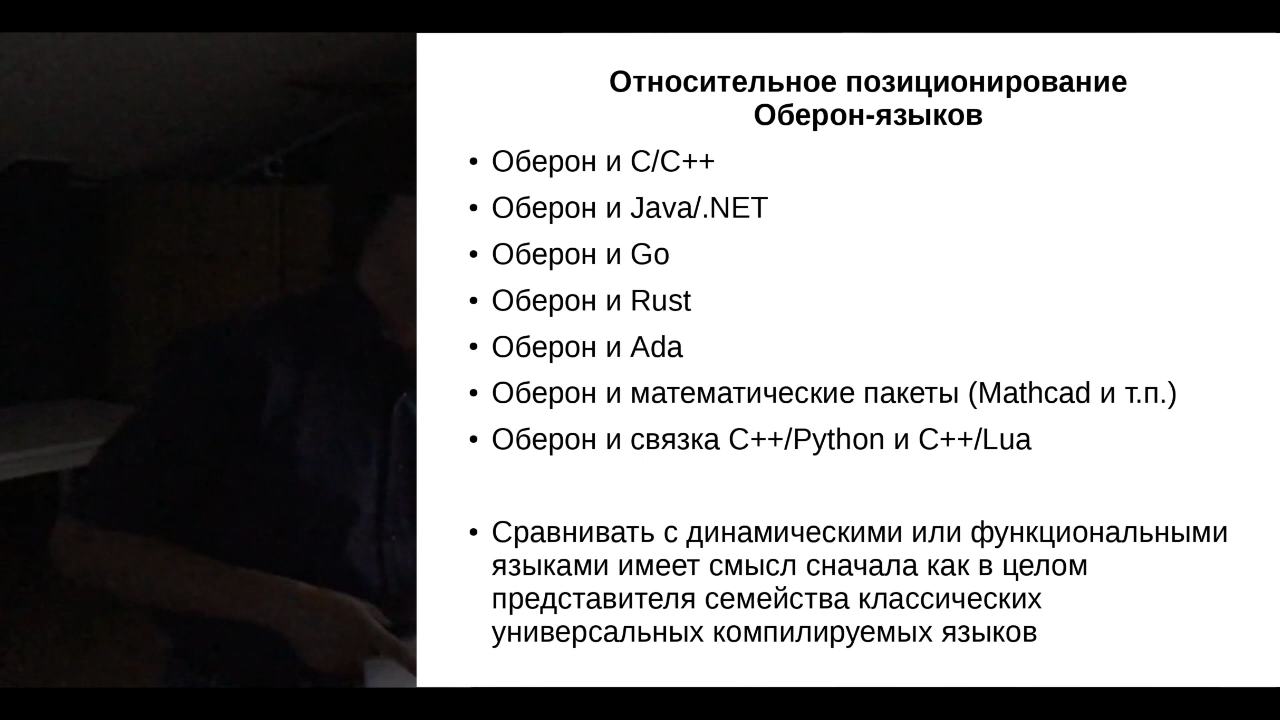 Относительное позиционирование
Оберон-языков
• Оберон и C/C++
• Оберон и Java/.NET
• Оберон и Go
• Оберон и Rust
• Оберон и Ada
• Оберон и математические пакеты (Mathcad и т.п.)
• Оберон и связка C++/Python и C++/Lua
• Сравнивать с динамическими или функциональными
языками имеет смысл сначала как в целом
представителя семейства классических
универсальных компилируемых языков